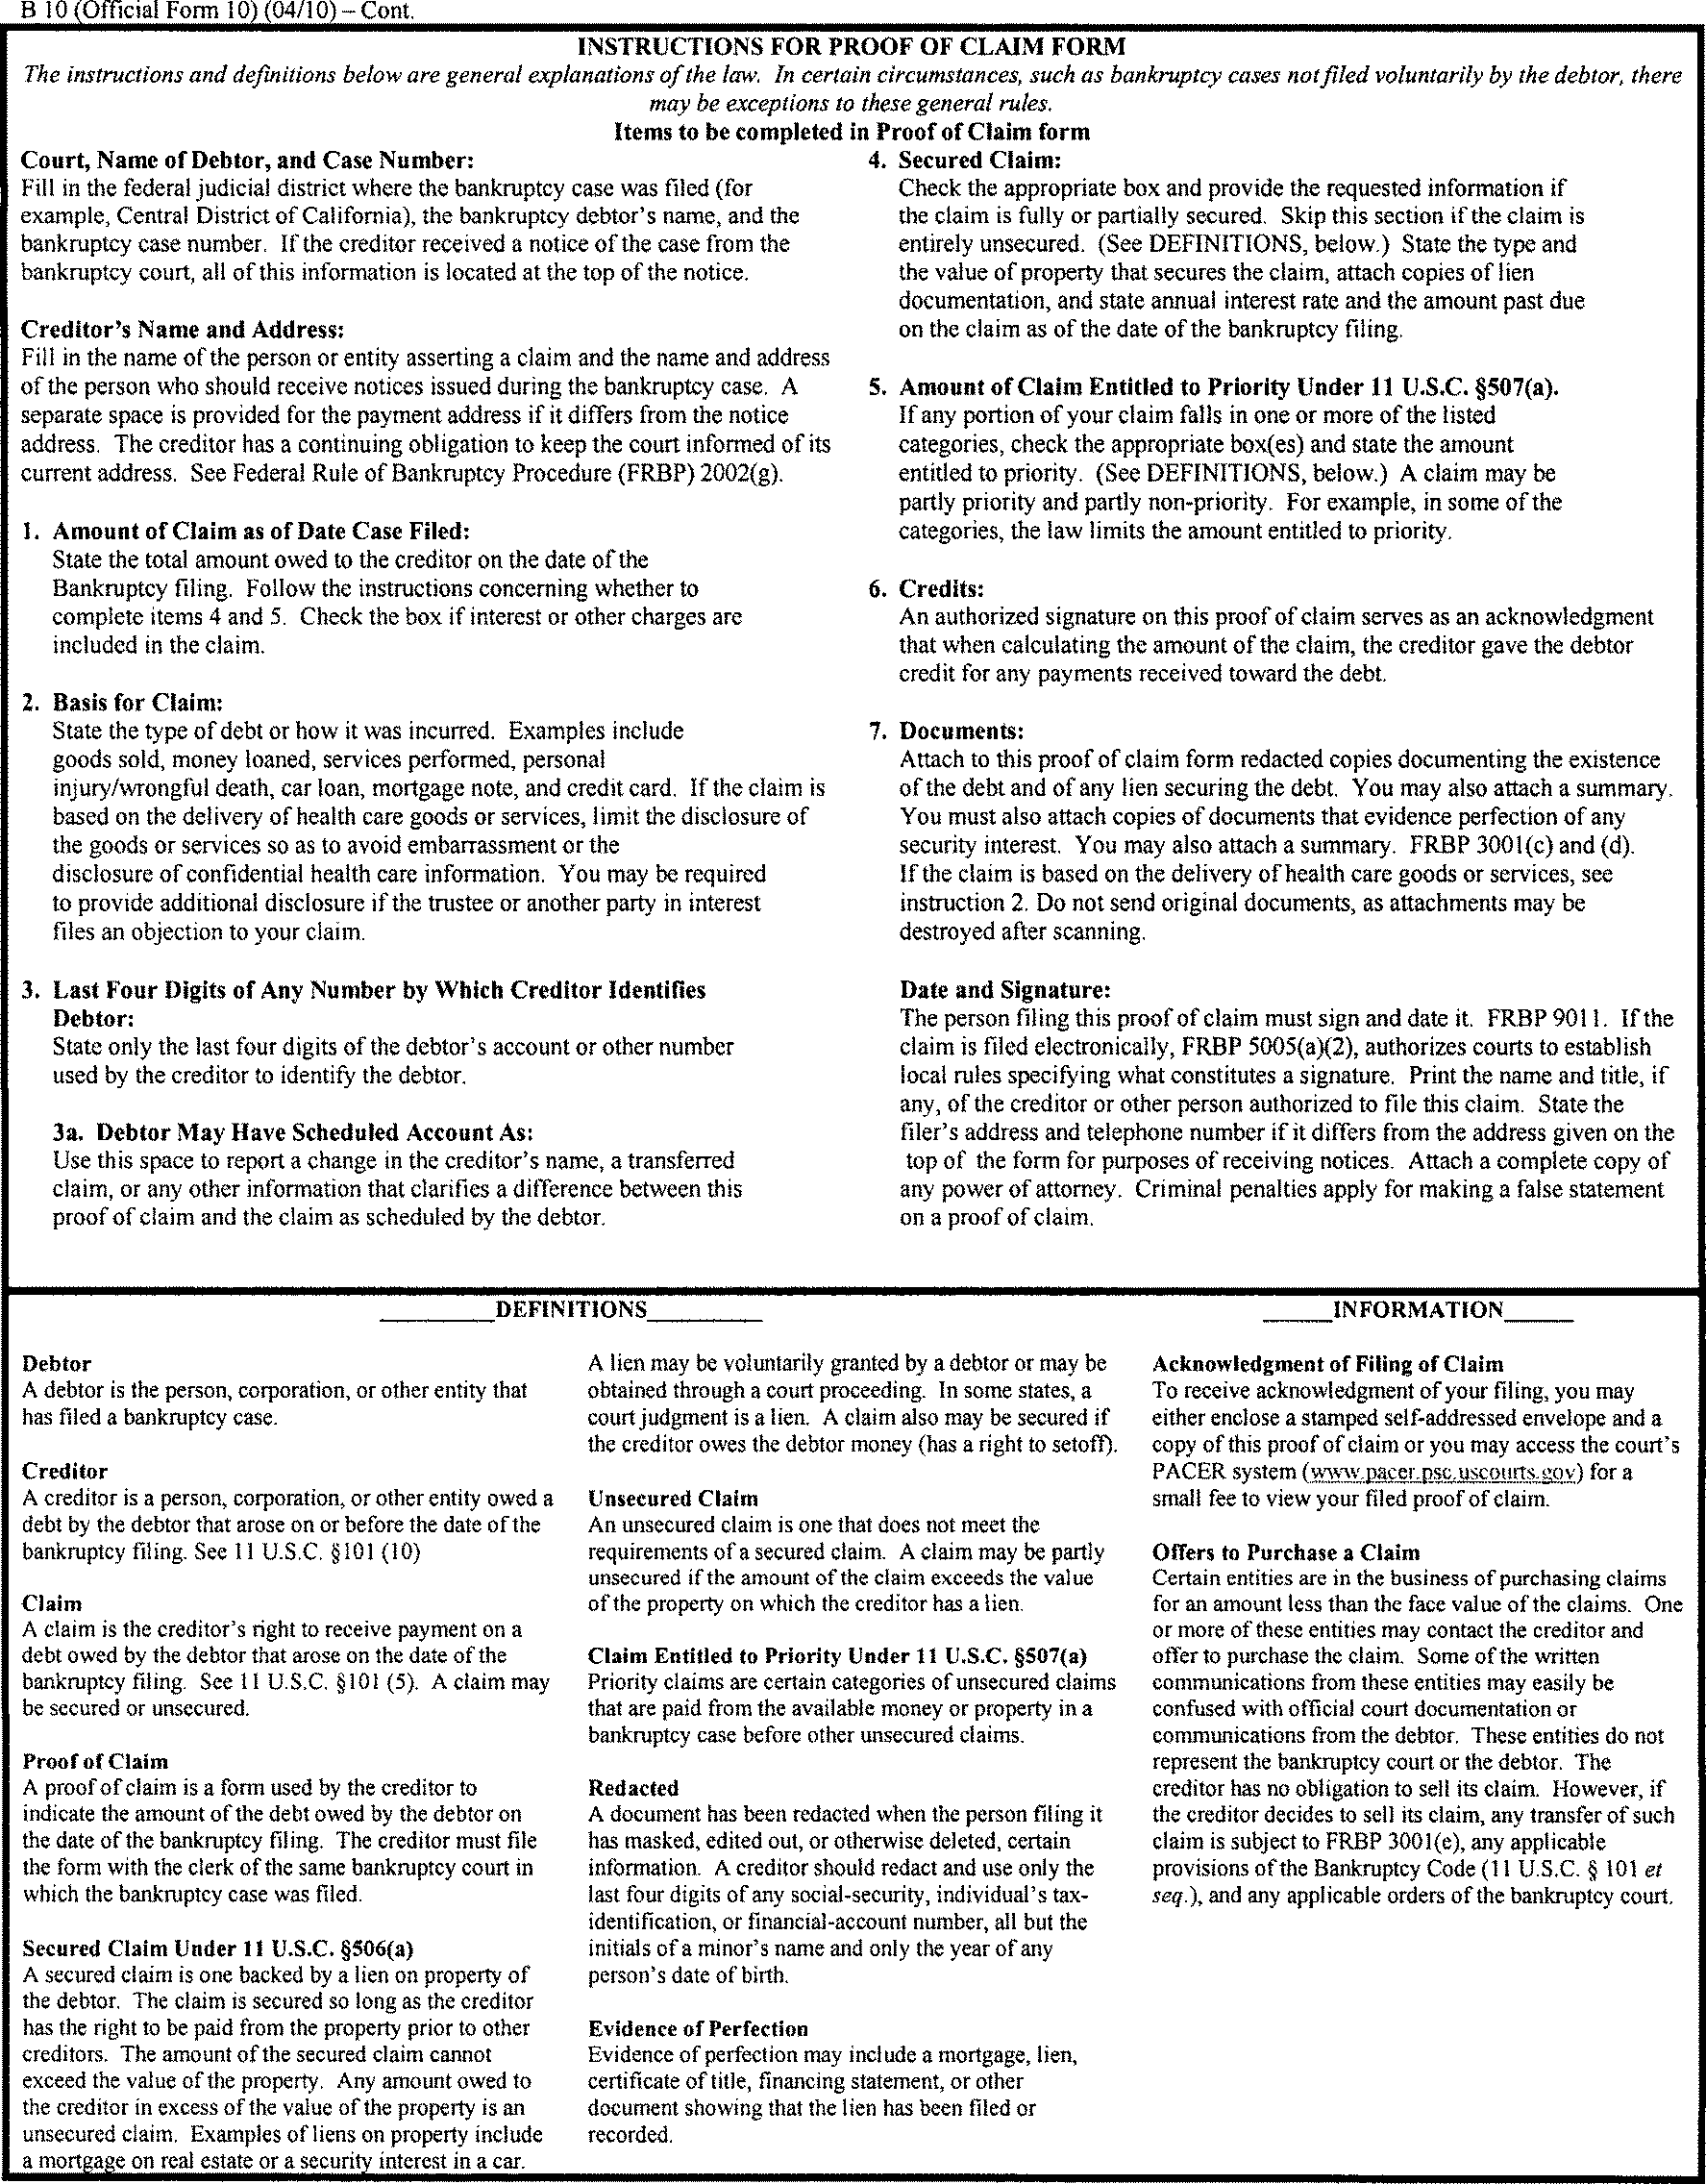 B 10 (Official Form 10) (04/10) – Cont.
INSTRUCTIONS FOR PROOF OF CLAIM FORM
The instructions and definitions below are general explanations of the law. In certain circumstances, such as bankruptcy cases not filed voluntarily by the debtor, there
may be exceptions to these general rules.
Items to be completed in Proof of Claim form
Court, Name of Debtor, and Case Number:
Fill in the federal judicial district where the bankruptcy case was filed (for
example, Central District of California), the bankruptcy debtor's name, and the
bankruptcy case number. If the creditor received a notice of the case from the
bankruptcy court, all of this information is located at the top of the notice.
Creditor's Name and Address:
Fill in the name of the person or entity asserting a claim and the name and address
of the person who should receive notices issued during the bankruptcy case. A
separate space is provided for the payment address if it differs from the notice
address. The creditor has a continuing obligation to keep the court informed of its
current address. See Federal Rule of Bankruptcy Procedure (FRBP) 2002(g).
1. Amount of Claim as of Date Case Filed:
State the total amount owed to the creditor on the date of the
Bankruptcy filing. Follow the instructions concerning whether to
complete items 4 and 5. Check the box if interest or other charges are
included in the claim.
2. Basis for Claim:
State the type of debt or how it was incurred. Examples include
goods sold, money loaned, services performed, personal
injury/wrongful death, car loan, mortgage note, and credit card. If the claim is
based on the delivery of health care goods or services, limit the disclosure of
the goods or services so as to avoid embarrassment or the
disclosure of confidential health care information. You may be required
to provide additional disclosure if the trustee or another party in interest
files an objection to your claim.
3. Last Four Digits of Any Number by Which Creditor Identifies
Debtor:
State only the last four digits of the debtor's account or other number
used by the creditor to identify the debtor.
3a. Debtor May Have Scheduled Account As:
Use this space to report a change in the creditor's name, a transferred
claim, or any other information that clarifies a difference between this
proof of claim and the claim as scheduled by the debtor.
4. Secured Claim:
Check the appropriate box and provide the requested information if
the claim is fully or partially secured. Skip this section if the claim is
entirely unsecured. (See DEFINITIONS, below.) State the type and
the value of property that secures the claim, attach copies of lien
documentation, and state annual interest rate and the amount past due
on the claim as of the date of the bankruptcy filing.
5. Amount of Claim Entitled to Priority Under 11 U.S.C. §507(a).
If any portion of your claim falls in one or more of the listed
categories, check the appropriate box(es) and state the amount
entitled to priority. (See DEFINITIONS, below.) A claim may be
partly priority and partly non-priority. For example, in some of the
categories, the law limits the amount entitled to priority.
6. Credits:
An authorized signature on this proof of claim serves as an acknowledgment
that when calculating the amount of the claim, the creditor gave the debtor
credit for any payments received toward the debt.
7. Documents:
Attach to this proof of claim form redacted copies documenting the existence
of the debt and of any lien securing the debt. You may also attach a summary.
You must also attach copies of documents that evidence perfection of any
security interest. You may also attach a summary. FRBP 3001(c) and (d).
If the claim is based on the delivery of health care goods or services, see
instruction 2. Do not send original documents, as attachments may be
destroyed after scanning.
Date and Signature:
The person filing this proof of claim must sign and date it. FRBP 9011. If the
claim is filed electronically, FRBP 5005(a)(2), authorizes courts to establish
local rules specifying what constitutes a signature. Print the name and title, if
any, of the creditor or other person authorized to file this claim. State the
filer's address and telephone number if it differs from the address given on the
top of the form for purposes of receiving notices. Attach a complete copy of
any power of attorney. Criminal penalties apply for making a false statement
on a proof of claim.
__________DEFINITIONS__________
Debtor
A debtor is the person, corporation, or other entity that
has filed a bankruptcy case.
Creditor
A creditor is a person, corporation, or other entity owed a
debt by the debtor that arose on or before the date of the
bankruptcy filing. See 11 U.S.C. §101 (10)
Claim
A claim is the creditor's right to receive payment on a
debt owed by the debtor that arose on the date of the
bankruptcy filing. See 11 U.S.C. §101 (5). A claim may
be secured or unsecured.
Proof of Claim
A proof of claim is a form used by the creditor to
indicate the amount of the debt owed by the debtor on
the date of the bankruptcy filing. The creditor must file
the form with the clerk of the same bankruptcy court in
which the bankruptcy case was filed.
Secured Claim Under 11 U.S.C. §506(a)
A secured claim is one backed by a lien on property of
the debtor. The claim is secured so long as the creditor
has the right to be paid from the property prior to other
creditors. The amount of the secured claim cannot
exceed the value of the property. Any amount owed to
the creditor in excess of the value of the property is an
unsecured claim. Examples of liens on property include
a mortgage on real estate or a security interest in a car.
A lien may be voluntarily granted by a debtor or may be
obtained through a court proceeding. In some states, a
court judgment is a lien. A claim also may be secured if
the creditor owes the debtor money (has a right to setoff).
Unsecured Claim
An unsecured claim is one that does not meet the
requirements of a secured claim. A claim may be partly
unsecured if the amount of the claim exceeds the value
of the property on which the creditor has a lien.
Claim Entitled to Priority Under 11 U.S.C. §507(a)
Priority claims are certain categories of unsecured claims
that are paid from the available money or property in a
bankruptcy case before other unsecured claims.
Redacted
A document has been redacted when the person filing it
has masked, edited out, or otherwise deleted, certain
information. A creditor should redact and use only the
last four digits of any social-security, individual's tax-
identification, or financial-account number, all but the
initials of a minor's name and only the year of any
person's date of birth.
Evidence of Perfection
Evidence of perfection may include a mortgage, lien,
certificate of title, financing statement, or other
document showing that the lien has been filed or
recorded.
______INFORMATION______
Acknowledgment of Filing of Claim
To receive acknowledgment of your filing, you may
either enclose a stamped self-addressed envelope and a
copy of this proof of claim or you may access the court's
PACER system (www.pacer.psc.uscourts.gov) for a
small fee to view your filed proof of claim.
Offers to Purchase a Claim
Certain entities are in the business of purchasing claims
for an amount less than the face value of the claims. One
or more of these entities may contact the creditor and
offer to purchase the claim. Some of the written
communications from these entities may easily be
confused with official court documentation or
communications from the debtor. These entities do not
represent the bankruptcy court or the debtor. The
creditor has no obligation to sell its claim. However, if
the creditor decides to sell its claim, any transfer of such
claim is subject to FRBP 3001(e), any applicable
provisions of the Bankruptcy Code (11 U.S.C. § 101 et
seq.), and any applicable orders of the bankruptcy court.